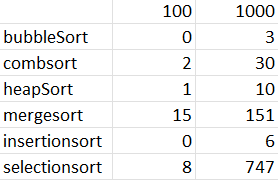 100 1000
bubbleSort 0 3
combsort 2 30
heapSort 1 10
mergesort 15 151
insertionsort 0 6
selectionsort 8 747